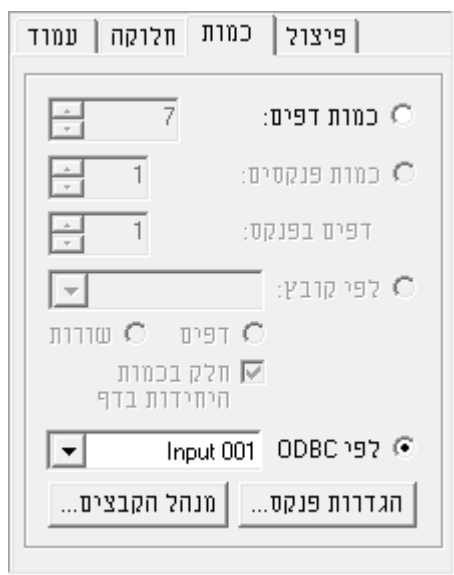 פיצול כמות חלוקה עמוד
כמות דפים: 7
כמות פנקסים: 1
דפים בפנקס: 1
לפי קובץ:
דפים שורות
חלק בכמות
היחידות בדף
לפי ODBC Input 001
הגדרות פנקס... מנהל הקבצים...